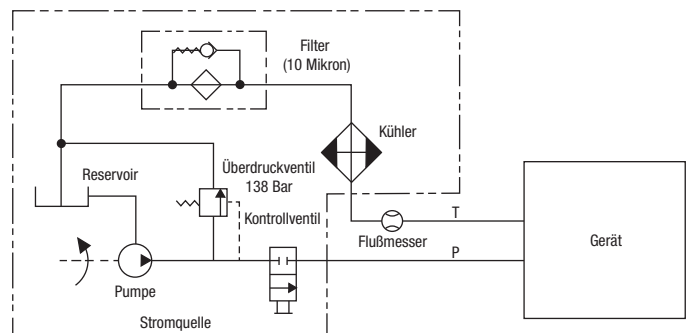 Filter
(10 Mikron)
Kühler
Reservoir
Überdruckventil
138 Bar
Kontrollventil
Flußmesser
T
P
Gerät
Pumpe
Stromquelle